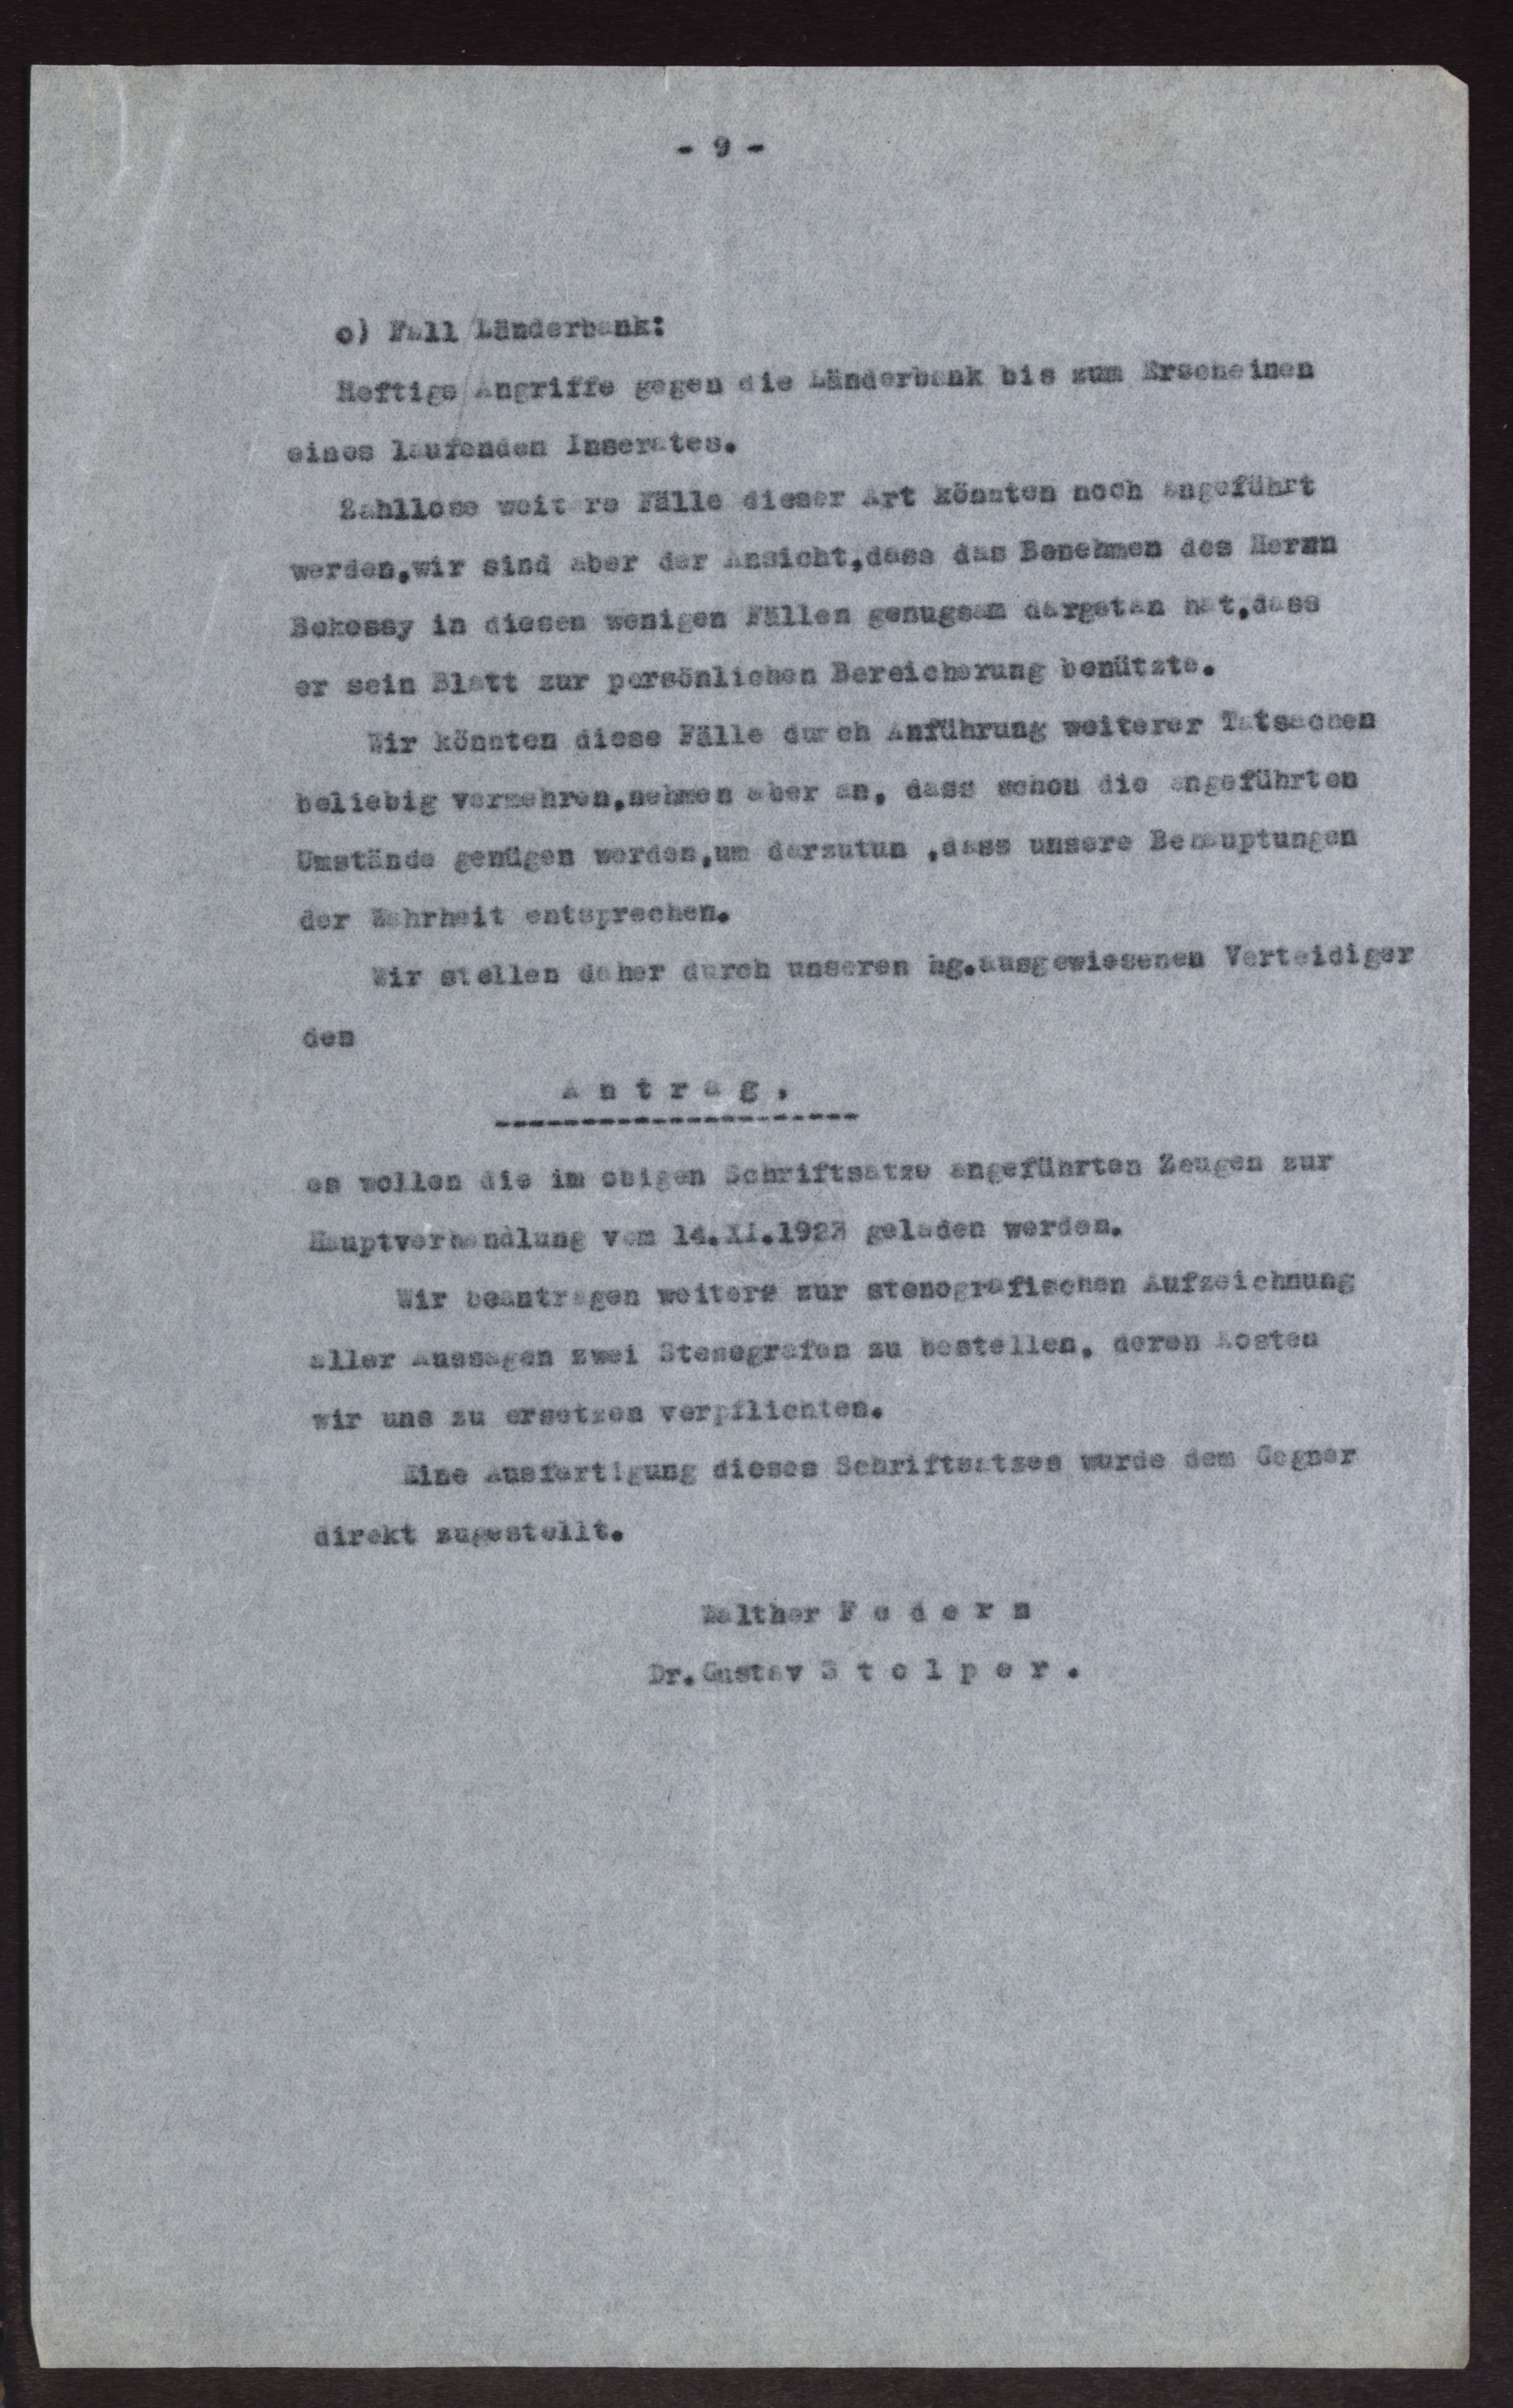 - 9 -
c) Fall Länderbank:
Heftige Angriffe gegen die Länderbank bis zum Erscheinen
eines laufenden Inserates.
Zahllose weitere Fälle dieser Art könnten noch angeführt
werden,wir sind aber der Ansicht,dass das Benehmen des Herrn
Bekessy in diesen wenigen Fällen genugsam dargetan hat,dass
er sein Blatt zur persönlichen Bereicherung benützte.
Wir könnten diese Fälle durch Anführung weiterer Tatsachen
beliebig vermehren,nehmen aber an, dass schon die angeführten
Umstände genügen werden,um darzutun ,dass unsere Behauptungen
der Wahrheit entsprechen.
Wir stellen daher durch unseren hg.ausgewiesenen Verteidiger
den
A n t r a g ,
--------------------
es wollen die im obigen Schriftsatze angeführten Zeugen zur
Hauptverhandlung vom 14.XI.1923 geladen werden.
Wir beantragen weiters zur stenografischen Aufzeichnung
aller Aussagen zwei Stenografen zu bestellen, deren Kosten
wir uns zu ersetzen verpflichten.
Eine Ausfertigung dieses Schriftsatzes wurde dem Gegner
direkt zugestellt.
Walther F e d e r n
Dr.Gustav S t o l p e r .